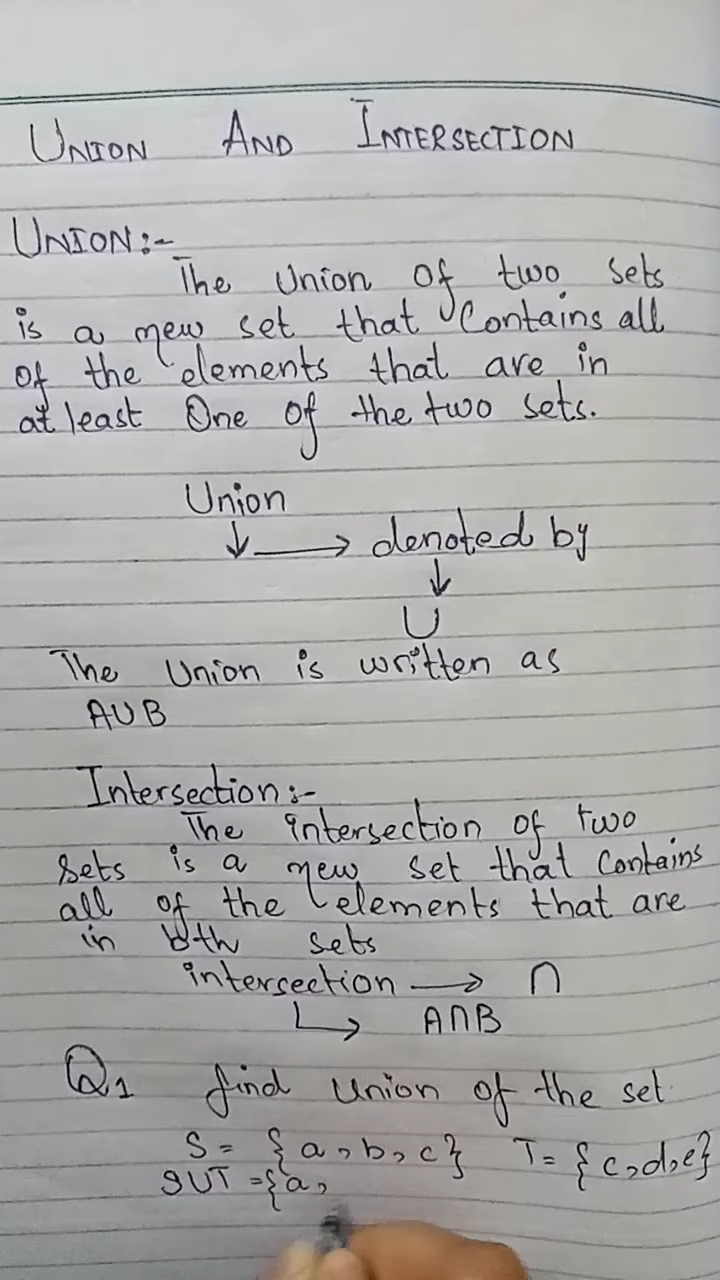 UNION AND INTERSECTION
UNION:-
The Union of two sets
is a new set that Contains all
of the elements that are in
at least One of the two sets.
Union
↓ → denoted by
↓
U
The Union is written as
A∪B
Intersection:-
The intersection of two
sets is a new set that contains
all of the elements that are
in both sets
intersection → ∩
↳ A∩B
Q1 find union of the set
S = {a, b, c} T = {c, d, e}
SUT = {a,